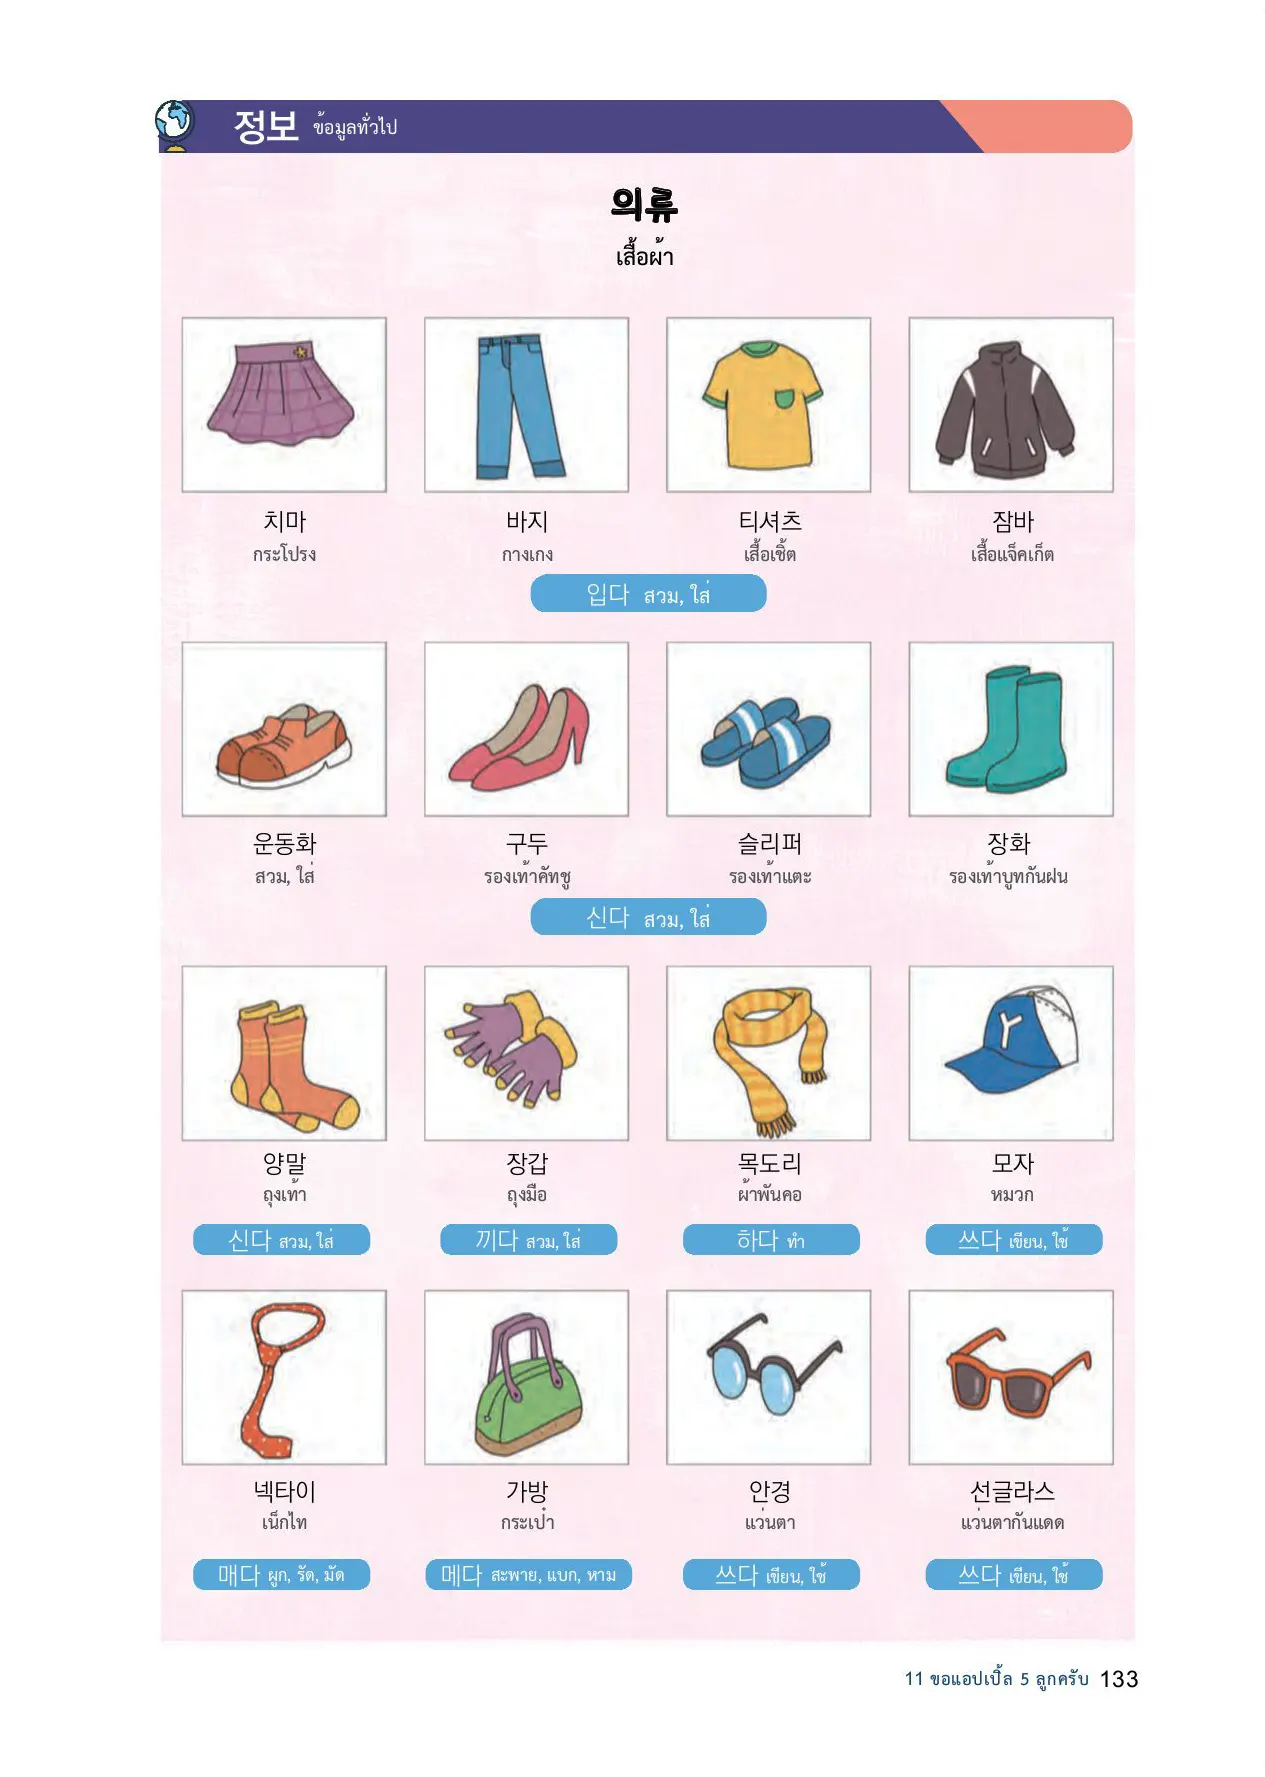 정보 ข้อมูลทั่วไป
의류
เสื้อผ้า
치마 바지 티셔츠 잠바
กระโปรง กางเกง เสื้อเชิ้ต เสื้อแจ็คเก็ต
입다 สวม, ใส่
운동화 구두 슬리퍼 장화
สวม, ใส่ รองเท้าคัทชู รองเท้าแตะ รองเท้าบูทกันฝน
신다 สวม, ใส่
Y
양말 장갑 목도리 모자
ถุงเท้า ถุงมือ ผ้าพันคอ หมวก
신다 สวม, ใส่ 끼다 สวม, ใส่ 하다 ทำ 쓰다 เขียน, ใช้
넥타이 가방 안경 선글라스
เน็กไท กระเป๋า แว่นตา แว่นตากันแดด
매다 ผูก, รัด, มัด 메다 สะพาย, แบก, หาม 쓰다 เขียน, ใช้ 쓰다 เขียน, ใช้
11 ขอแอปเปิ้ล 5 ลูกครับ 133